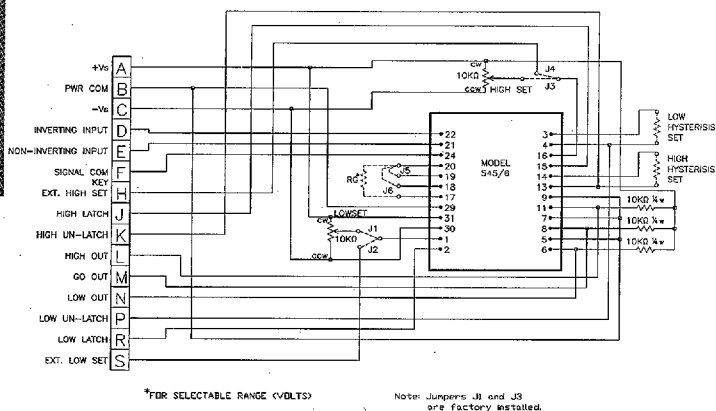 +Vs A
PWR COM B
-Vs C
INVERTING INPUT D
NON-INVERTING INPUT E
SIGNAL COM F
KEY
EXT. HIGH SET H
HIGH LATCH J
HIGH UN-LATCH K
HIGH OUT L
GO OUT M
LOW OUT N
LOW UN-LATCH P
LOW LATCH R
EXT. LOW SET S
CW
10KΩ
CCW HIGH SET
J4
J3
RG*
J5
J6
LOWSET
CW
10KΩ
CCW
J1
J2
MODEL
545/6
22
21
24
20
19
18
17
29
31
30
1
2
3
4
16
15
14
13
9
11
7
8
5
6
LOW
HYSTERISIS
SET
HIGH
HYSTERISIS
SET
10KΩ ¼w
10KΩ ¼w
10KΩ ¼w
*FOR SELECTABLE RANGE (VOLTS)
Note: Jumpers J1 and J3
are factory installed.